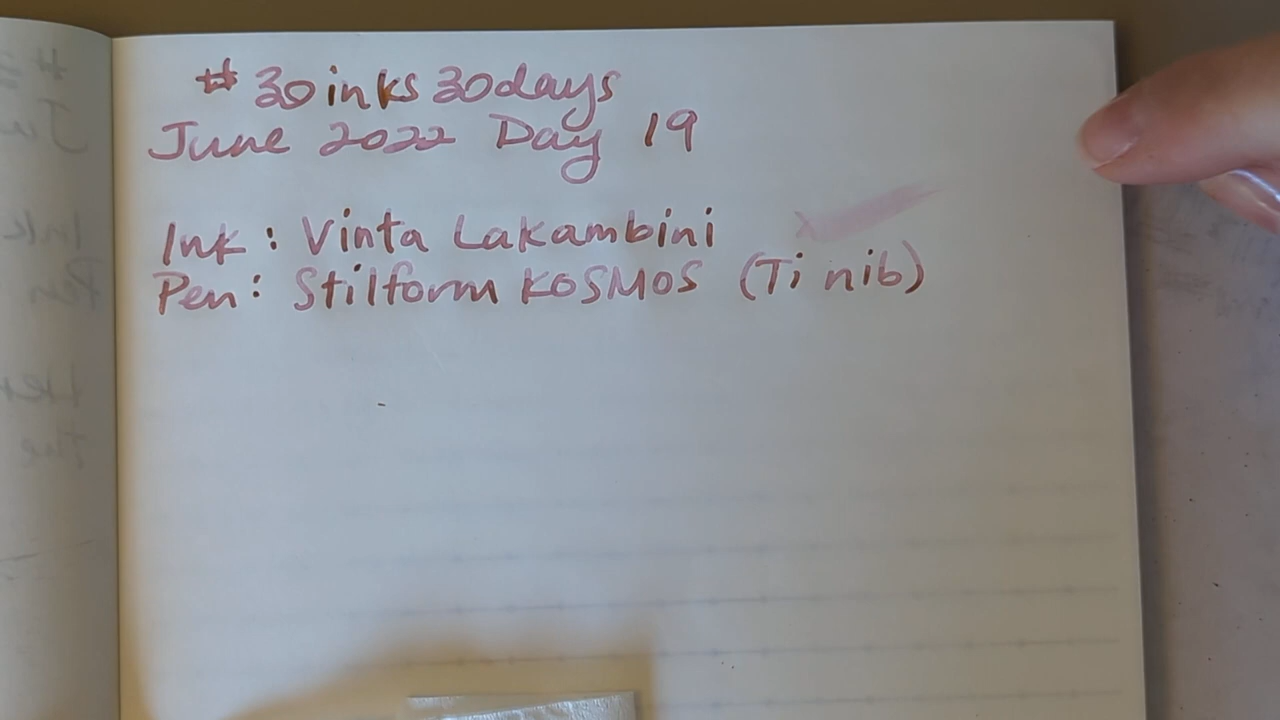 #30inks30days
June 2022 Day 19
Ink: Vinta Lakambini
Pen: Stilform KOSMOS (Ti nib)